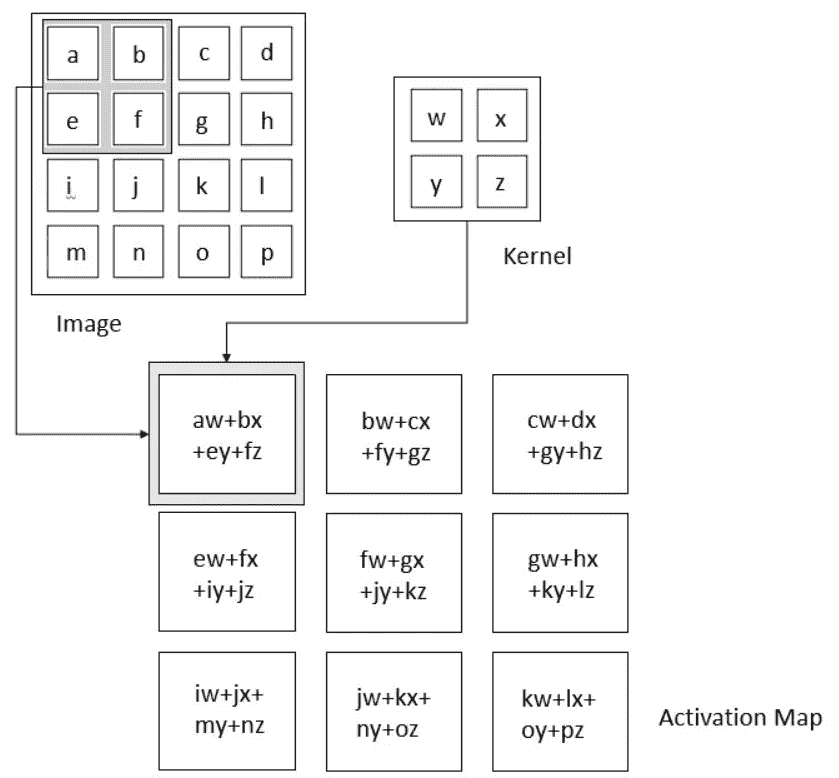 a b c d
e f g h
i j k l
m n o p
Image
w x
y z
Kernel
aw+bx
+ey+fz
bw+cx
+fy+gz
cw+dx
+gy+hz
ew+fx
+iy+jz
fw+gx
+jy+kz
gw+hx
+ky+lz
iw+jx+
my+nz
jw+kx+
ny+oz
kw+lx+
oy+pz
Activation Map